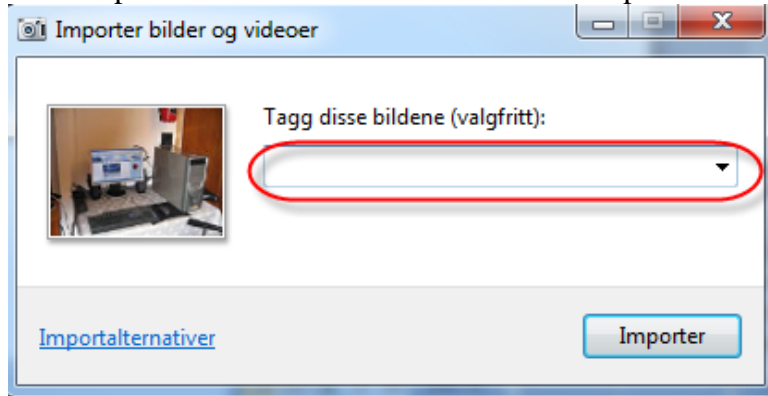 Importer bilder og videoer
Tagg disse bildene (valgfritt):
Importalternativer
Importer